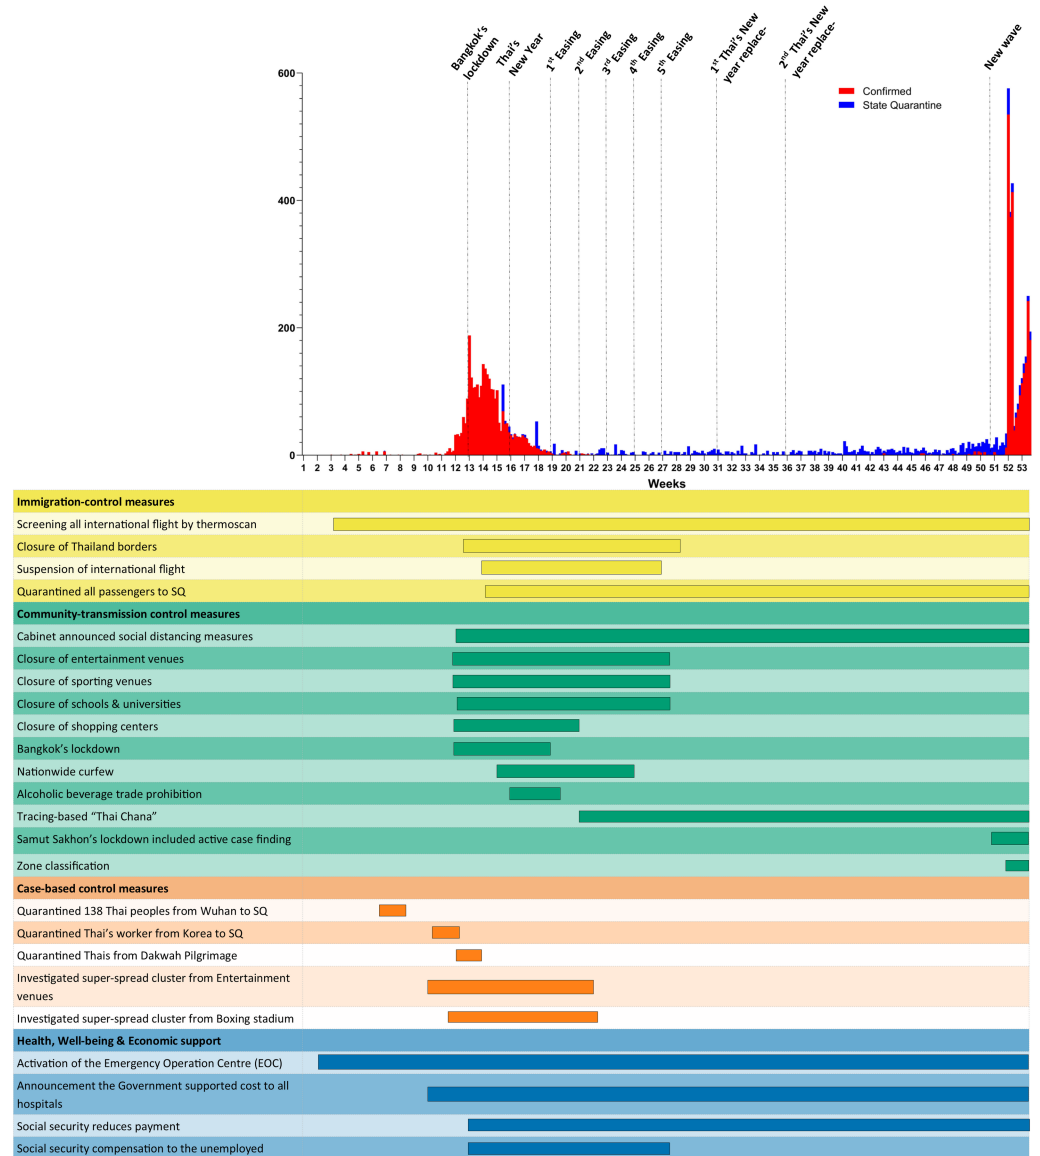 Bangkok's
lockdown
Thai's
New Year
1st Easing
2nd Easing
3rd Easing
4th Easing
5th Easing
1st Thai's New
year replace-
2nd Thai's New
year replace-
New wave
600
400
200
0
Confirmed
State Quarantine
1 2 3 4 5 6 7 8 9 10 11 12 13 14 15 16 17 18 19 20 21 22 23 24 25 26 27 28 29 30 31 32 33 34 35 36 37 38 39 40 41 42 43 44 45 46 47 48 49 50 51 52 53
Weeks
Immigration-control measures
Screening all international flight by thermoscan
Closure of Thailand borders
Suspension of international flight
Quarantined all passengers to SQ
Community-transmission control measures
Cabinet announced social distancing measures
Closure of entertainment venues
Closure of sporting venues
Closure of schools & universities
Closure of shopping centers
Bangkok's lockdown
Nationwide curfew
Alcoholic beverage trade prohibition
Tracing-based "Thai Chana"
Samut Sakhon's lockdown included active case finding
Zone classification
Case-based control measures
Quarantined 138 Thai peoples from Wuhan to SQ
Quarantined Thai's worker from Korea to SQ
Quarantined Thais from Dakwah Pilgrimage
Investigated super-spread cluster from Entertainment
venues
Investigated super-spread cluster from Boxing stadium
Health, Well-being & Economic support
Activation of the Emergency Operation Centre (EOC)
Announcement the Government supported cost to all
hospitals
Social security reduces payment
Social security compensation to the unemployed